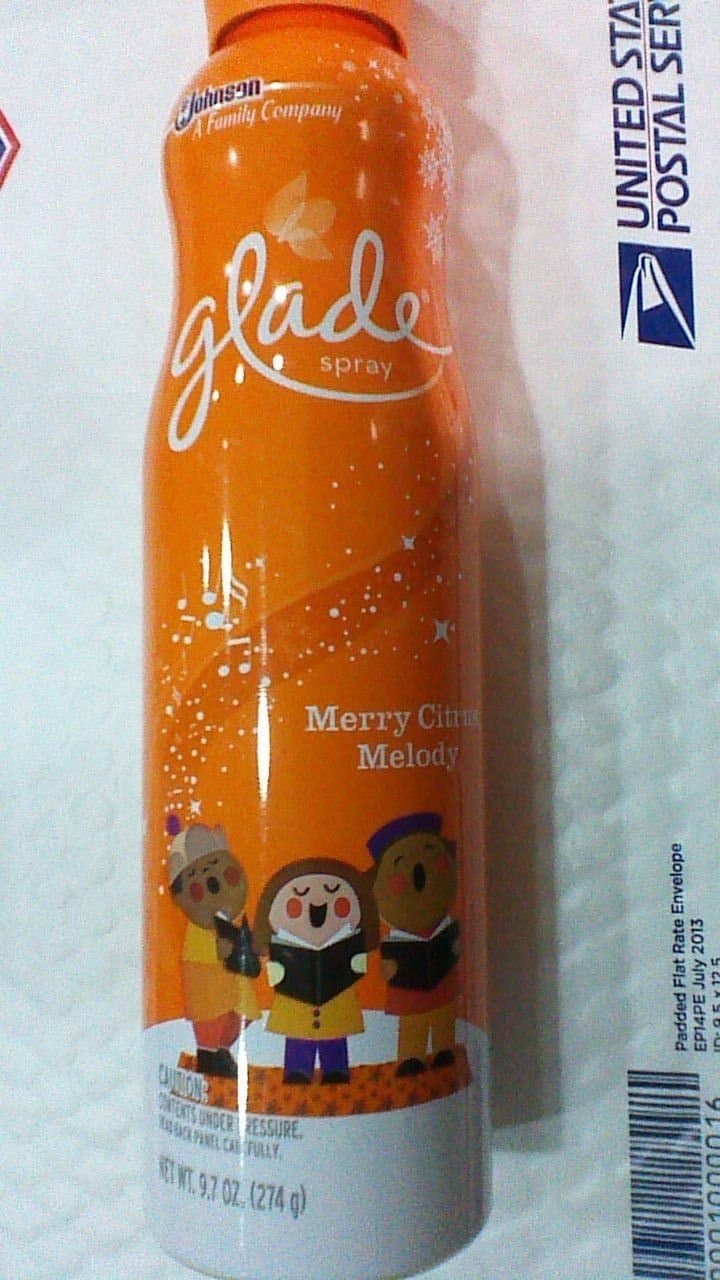 Johnson
A Family Company
glade
spray
Merry Citrus
Melody
CAUTION:
CONTENTS UNDER PRESSURE.
READ BACK PANEL CAREFULLY.
NET WT. 9.7 OZ. (274 g)
UNITED STA
POSTAL SER
Padded Flat Rate Envelope
EP14PE July 2013